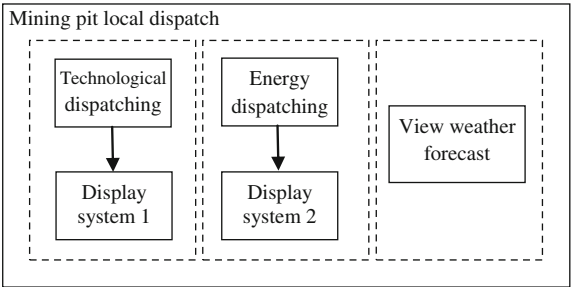 Mining pit local dispatch
Technological
dispatching
Display
system 1
Energy
dispatching
Display
system 2
View weather
forecast